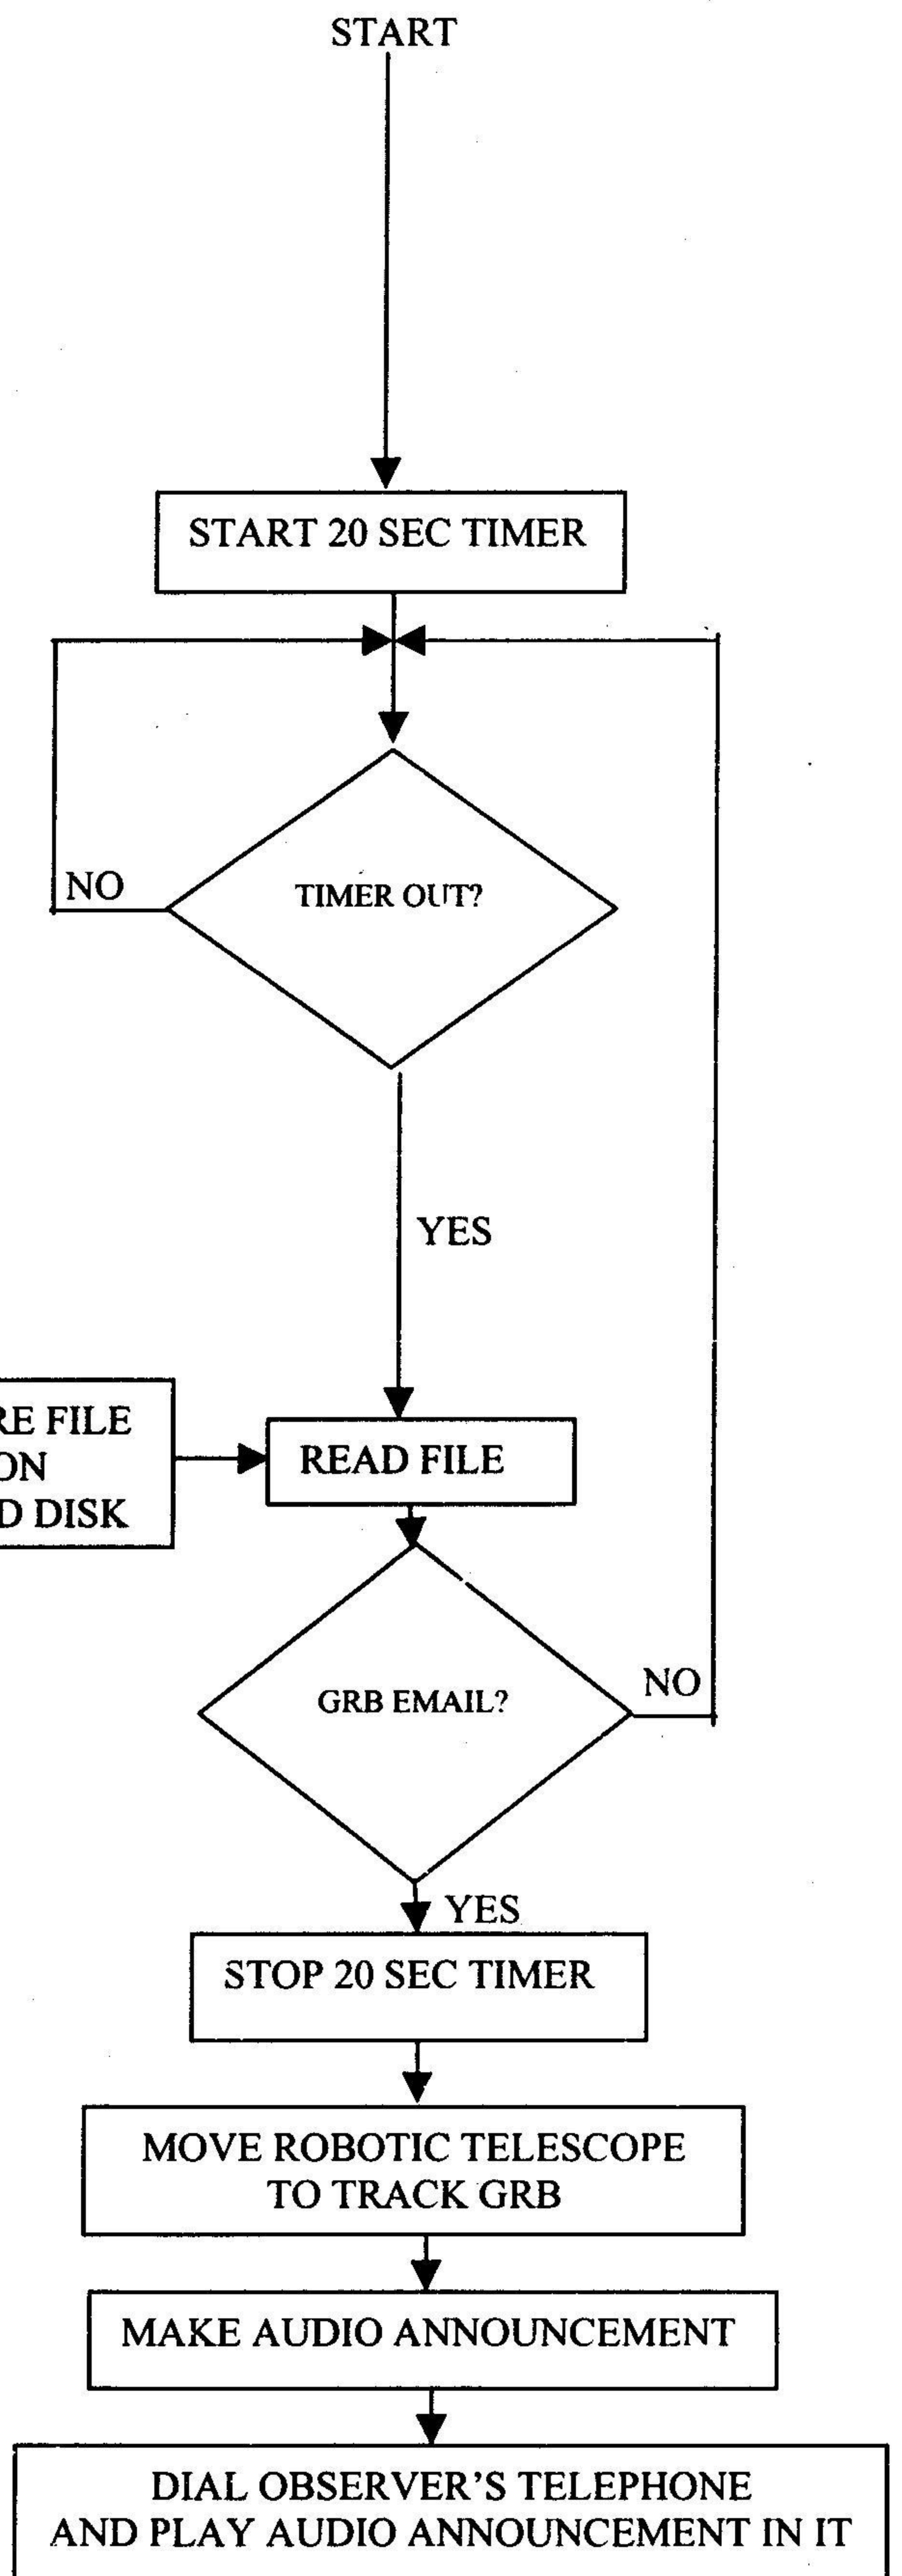 START
START 20 SEC TIMER
TIMER OUT?
NO
YES
RE FILE
ON
D DISK
READ FILE
GRB EMAIL?
NO
YES
STOP 20 SEC TIMER
MOVE ROBOTIC TELESCOPE
TO TRACK GRB
MAKE AUDIO ANNOUNCEMENT
DIAL OBSERVER'S TELEPHONE
AND PLAY AUDIO ANNOUNCEMENT IN IT